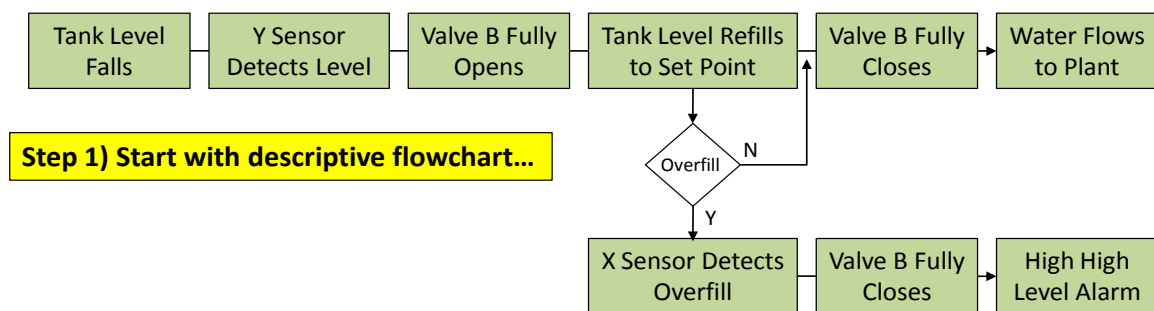 Tank Level
Falls
Y Sensor
Detects Level
Valve B Fully
Opens
Tank Level Refills
to Set Point
Valve B Fully
Closes
Water Flows
to Plant
Step 1) Start with descriptive flowchart…
Overfill
N
Y
X Sensor Detects
Overfill
Valve B Fully
Closes
High High
Level Alarm